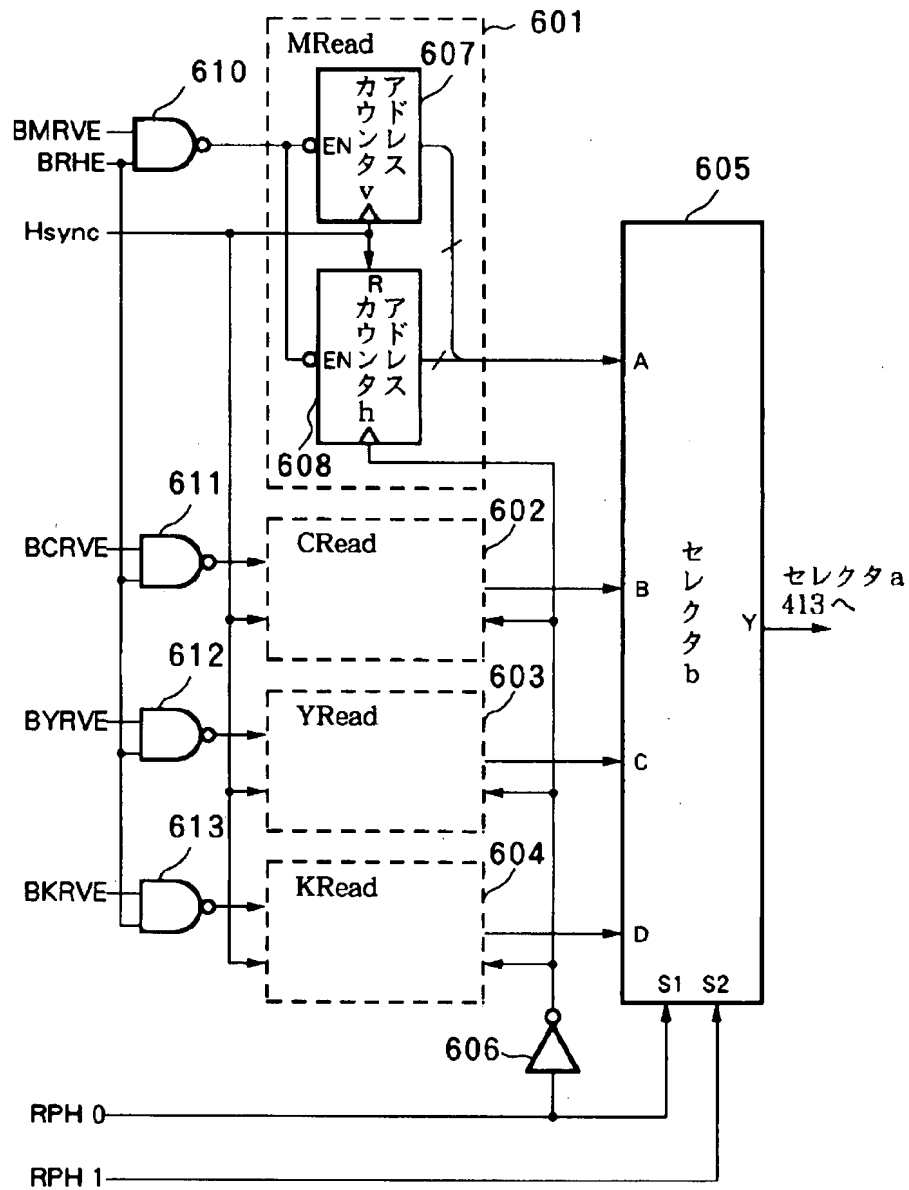 601
MRead
607
610
アドレス
カウンタv
BMRVE
EN
BRHE
605
Hsync
R
アドレス
カウンタh
EN
A
608
611
602
BCRVE
CRead
セレクタb
セレクタa
413へ
B
Y
612
603
BYRVE
YRead
C
613
604
BKRVE
KRead
D
S1 S2
606
RPH 0
RPH 1